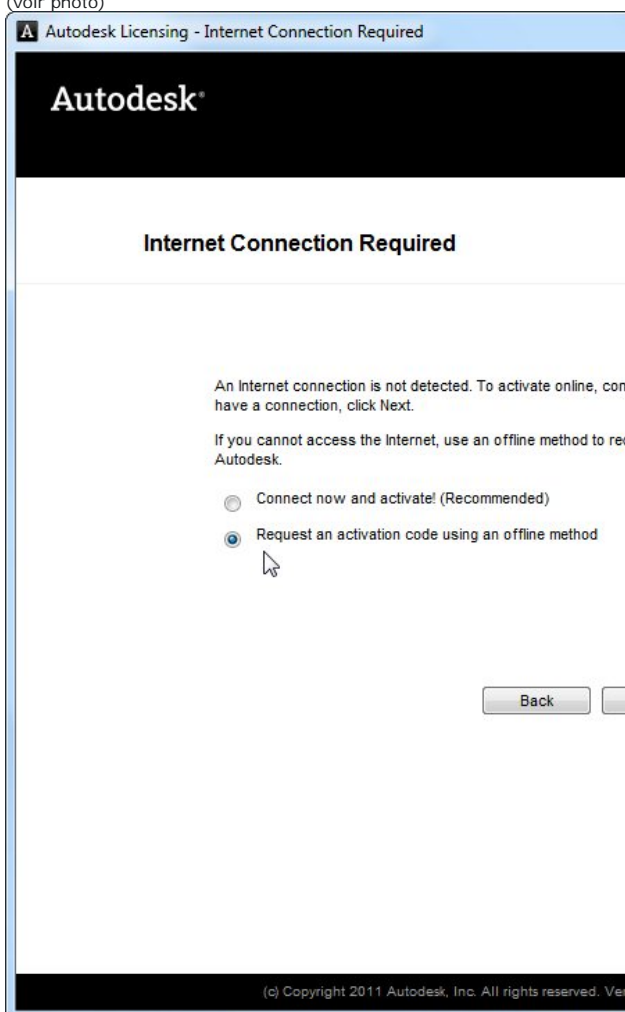 (voir photo)
Autodesk Licensing - Internet Connection Required
Autodesk
Internet Connection Required
An Internet connection is not detected. To activate online,
have a connection, click Next.
If you cannot access the Internet, use an offline method to
Autodesk.
Connect now and activate! (Recommended)
Request an activation code using an offline method
Back
(c) Copyright 2011 Autodesk, Inc. All rights reserved.